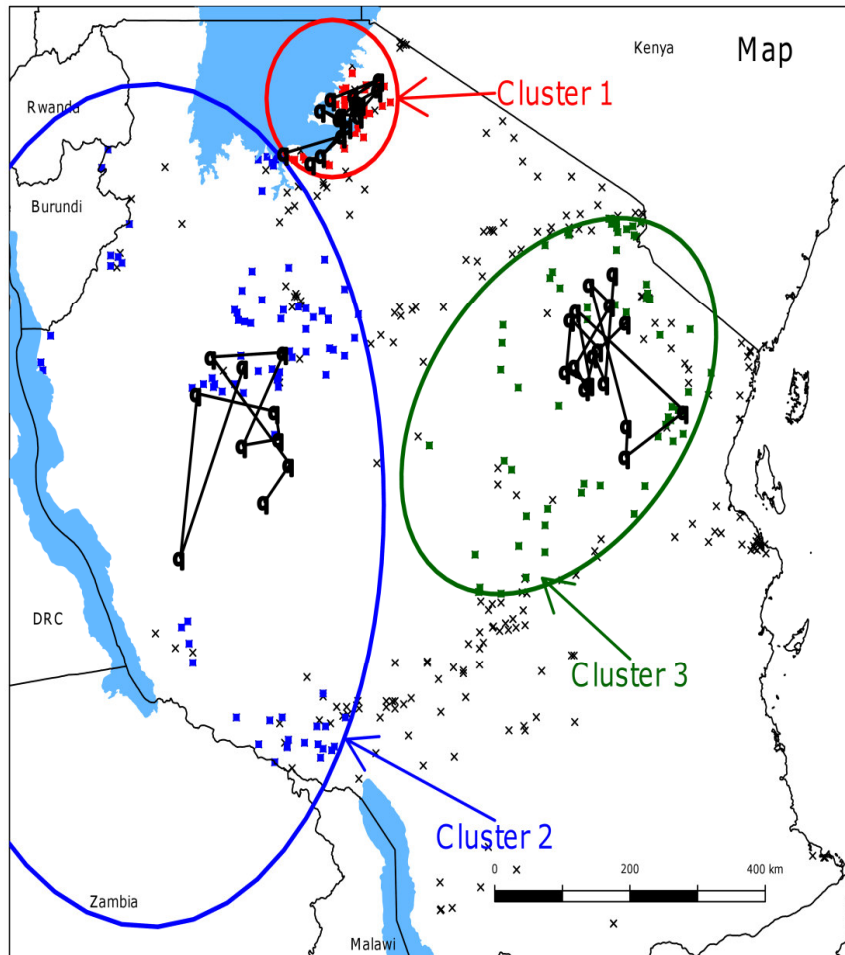 Kenya
Map
Cluster 1
Rwanda
Burundi
DRC
Cluster 3
Cluster 2
0 200 400 km
Zambia
Malawi
q q q q q q q q q q q q q q q
q q q q q q q q q q
q q q q q q q q q q q q q q q q